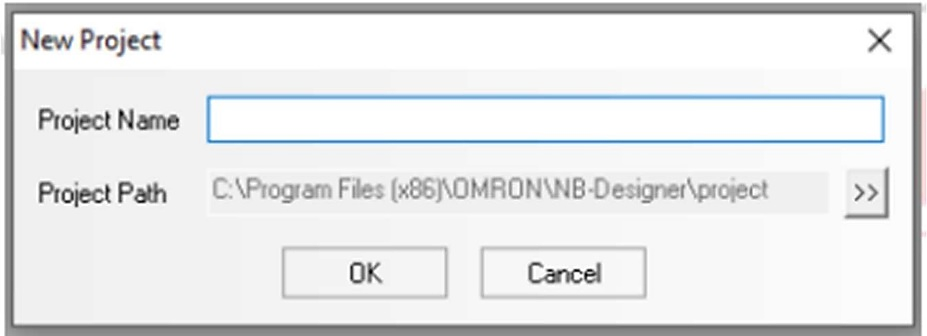 New Project
Project Name
Project Path C:\Program Files (x86)\OMRON\NB-Designer\project >>
OK Cancel